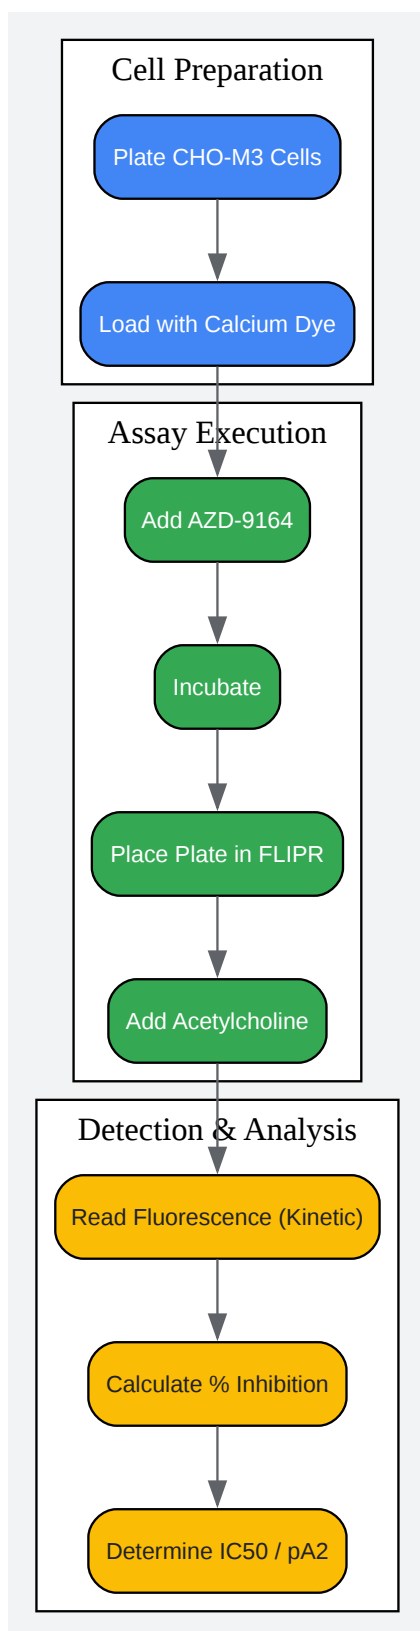 Cell Preparation
Plate CHO-M3 Cells
Load with Calcium Dye
Assay Execution
Add AZD-9164
Incubate
Place Plate in FLIPR
Add Acetylcholine
Detection & Analysis
Read Fluorescence (Kinetic)
Calculate % Inhibition
Determine IC50 / pA2